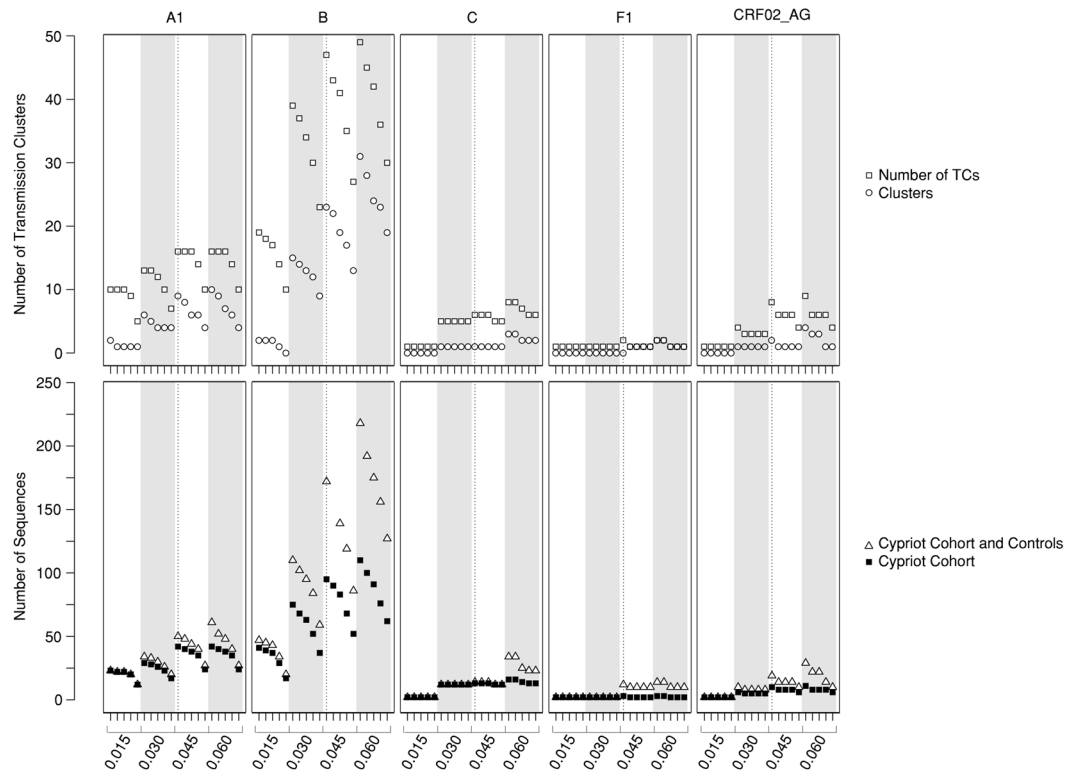 A1 B C F1 CRF02_AG
Number of Transmission Clusters
50
40
30
20
10
0
Number of TCs
Clusters
Number of Sequences
250
200
150
100
50
0
Cypriot Cohort and Controls
Cypriot Cohort
0.015 0.030 0.045 0.060 0.015 0.030 0.045 0.060 0.015 0.030 0.045 0.060 0.015 0.030 0.045 0.060 0.015 0.030 0.045 0.060